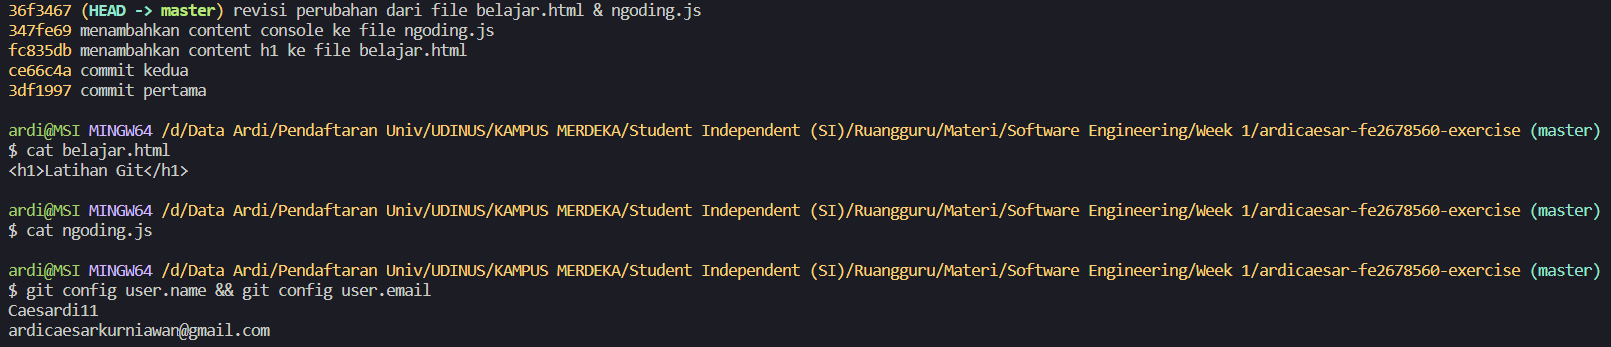 36f3467 (HEAD -> master) revisi perubahan dari file belajar.html & ngoding.js
347fe69 menambahkan content console ke file ngoding.js
fc835db menambahkan content h1 ke file belajar.html
ce66c4a commit kedua
3df1997 commit pertama
ardi@MSI MINGW64 /d/Data Ardi/Pendaftaran Univ/UDINUS/KAMPUS MERDEKA/Student Independent (SI)/Ruangguru/Materi/Software Engineering/Week 1/ardicaesar-fe2678560-exercise (master)
$ cat belajar.html
<h1>Latihan Git</h1>
ardi@MSI MINGW64 /d/Data Ardi/Pendaftaran Univ/UDINUS/KAMPUS MERDEKA/Student Independent (SI)/Ruangguru/Materi/Software Engineering/Week 1/ardicaesar-fe2678560-exercise (master)
$ cat ngoding.js
ardi@MSI MINGW64 /d/Data Ardi/Pendaftaran Univ/UDINUS/KAMPUS MERDEKA/Student Independent (SI)/Ruangguru/Materi/Software Engineering/Week 1/ardicaesar-fe2678560-exercise (master)
$ git config user.name && git config user.email
Caesardi11
ardicaesarkurniawan@gmail.com